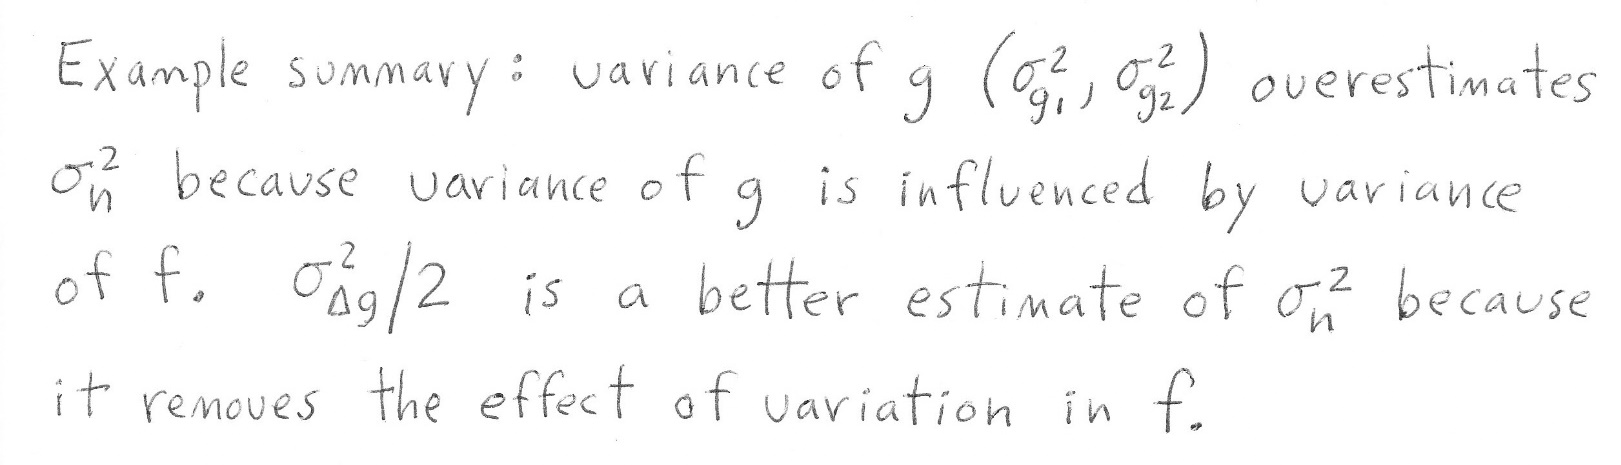 Example summary: variance of g (σ²g₁, σ²g₂) overestimates
σ²n because variance of g is influenced by variance
of f. σ²Δg/2 is a better estimate of σ²n because
it removes the effect of variation in f.